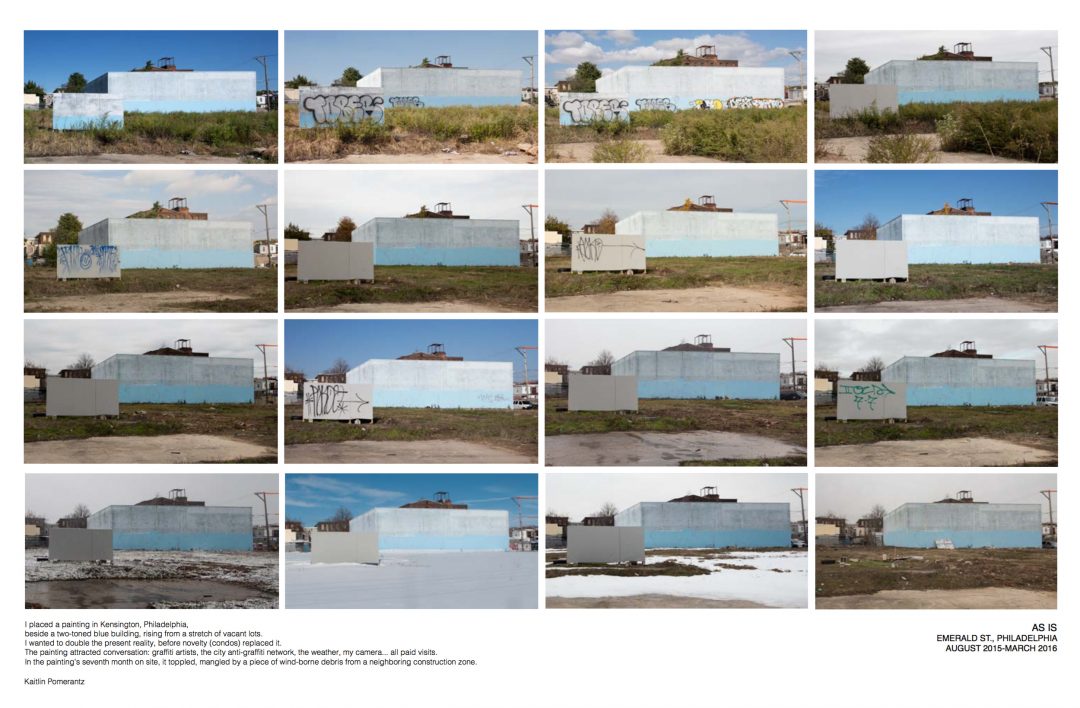 I placed a painting in Kensington, Philadelphia,
beside a two-toned blue building, rising from a stretch of vacant lots.
I wanted to double the present reality, before novelty (condos) replaced it.
The painting attracted conversation: graffiti artists, the city anti-graffiti network, the weather, my camera... all paid visits.
In the painting's seventh month on site, it toppled, mangled by a piece of wind-borne debris from a neighboring construction zone.
Kaitlin Pomerantz
AS IS
EMERALD ST., PHILADELPHIA
AUGUST 2015-MARCH 2016